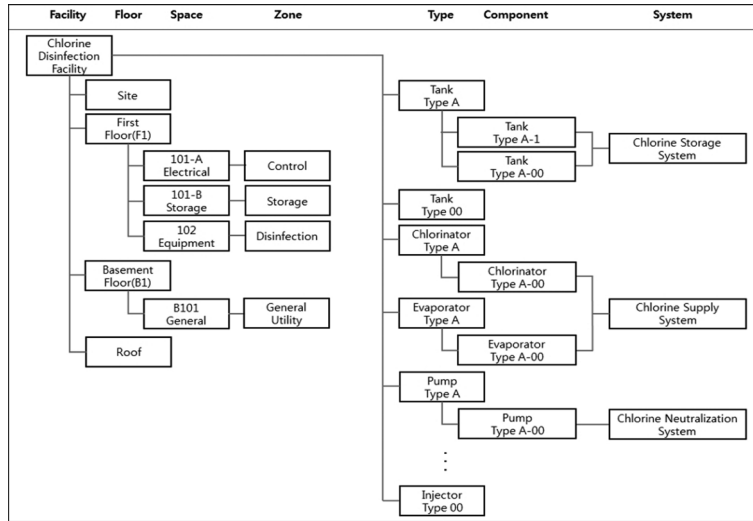 Facility Floor Space Zone Type Component System
Chlorine
Disinfection
Facility
Site
First
Floor(F1)
101-A
Electrical
Control
101-B
Storage
Storage
102
Equipment
Disinfection
Basement
Floor(B1)
B101
General
General
Utility
Roof
Tank
Type A
Tank
Type A-1
Tank
Type A-00
Chlorine Storage
System
Tank
Type 00
Chlorinator
Type A
Chlorinator
Type A-00
Evaporator
Type A
Evaporator
Type A-00
Chlorine Supply
System
Pump
Type A
Pump
Type A-00
Chlorine Neutralization
System
Injector
Type 00